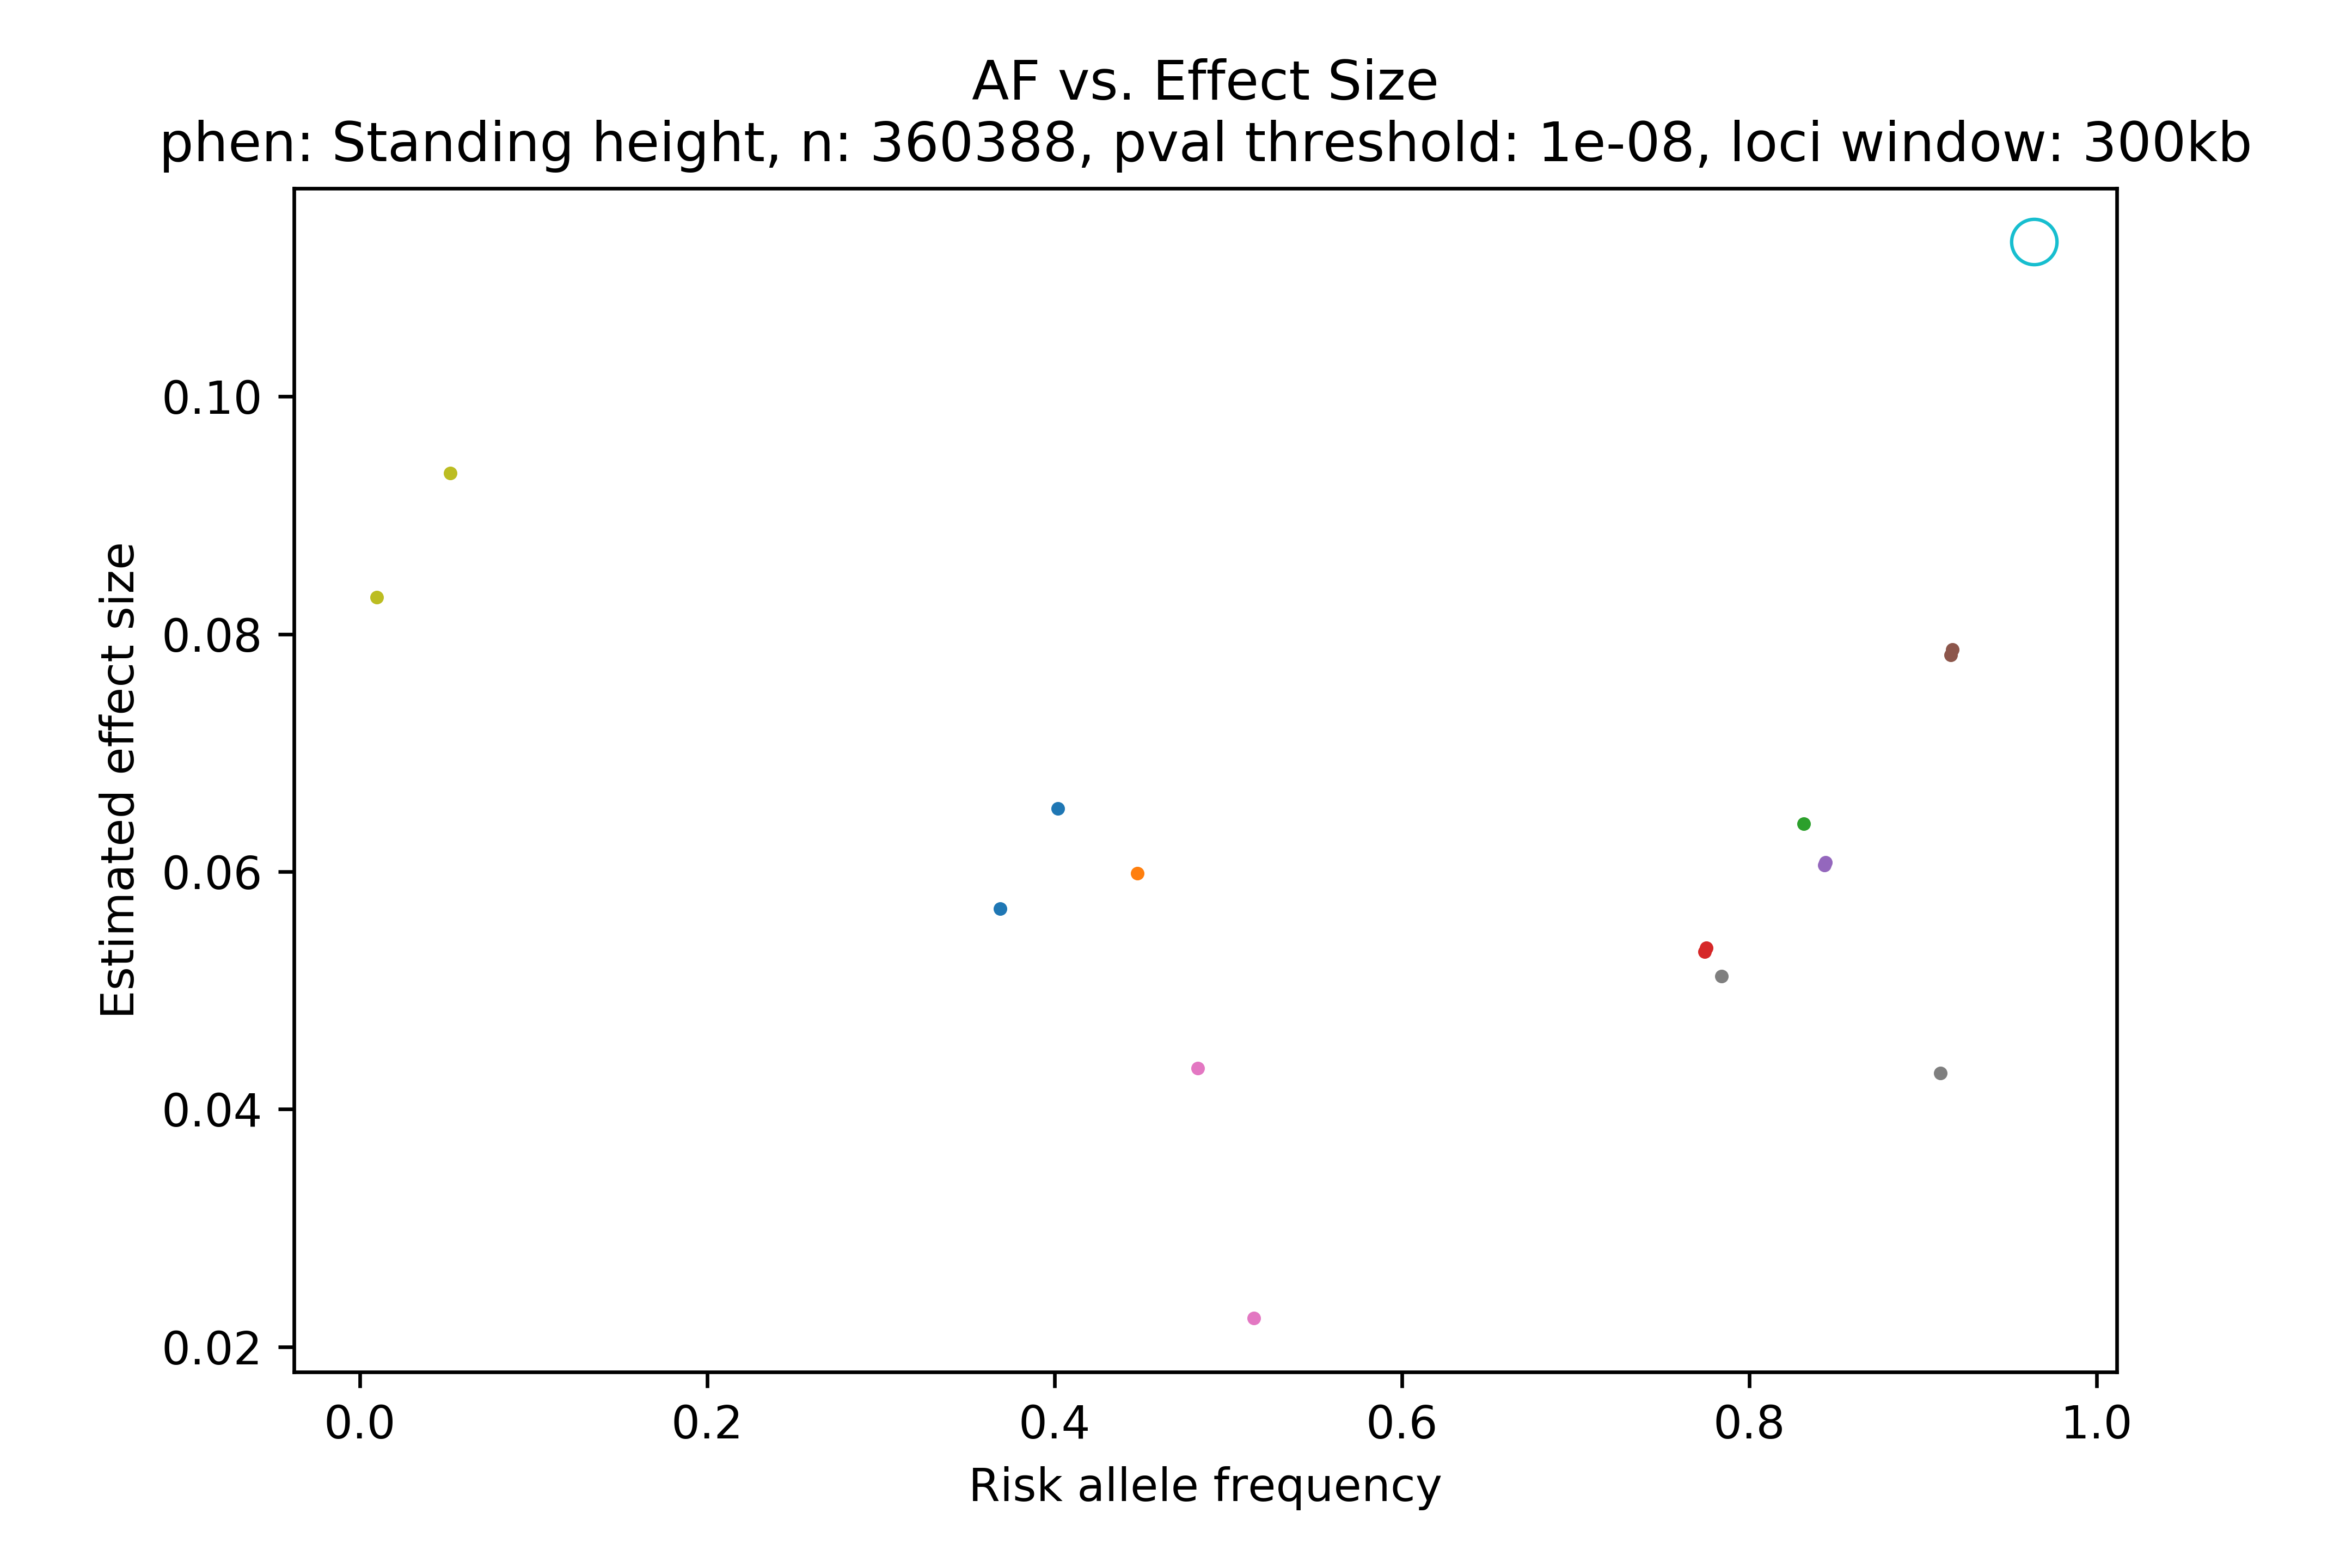 AF vs. Effect Size
phen: Standing height, n: 360388, pval threshold: 1e-08, loci window: 300kb
Estimated effect size
0.10
0.08
0.06
0.04
0.02
0.0 0.2 0.4 0.6 0.8 1.0
Risk allele frequency